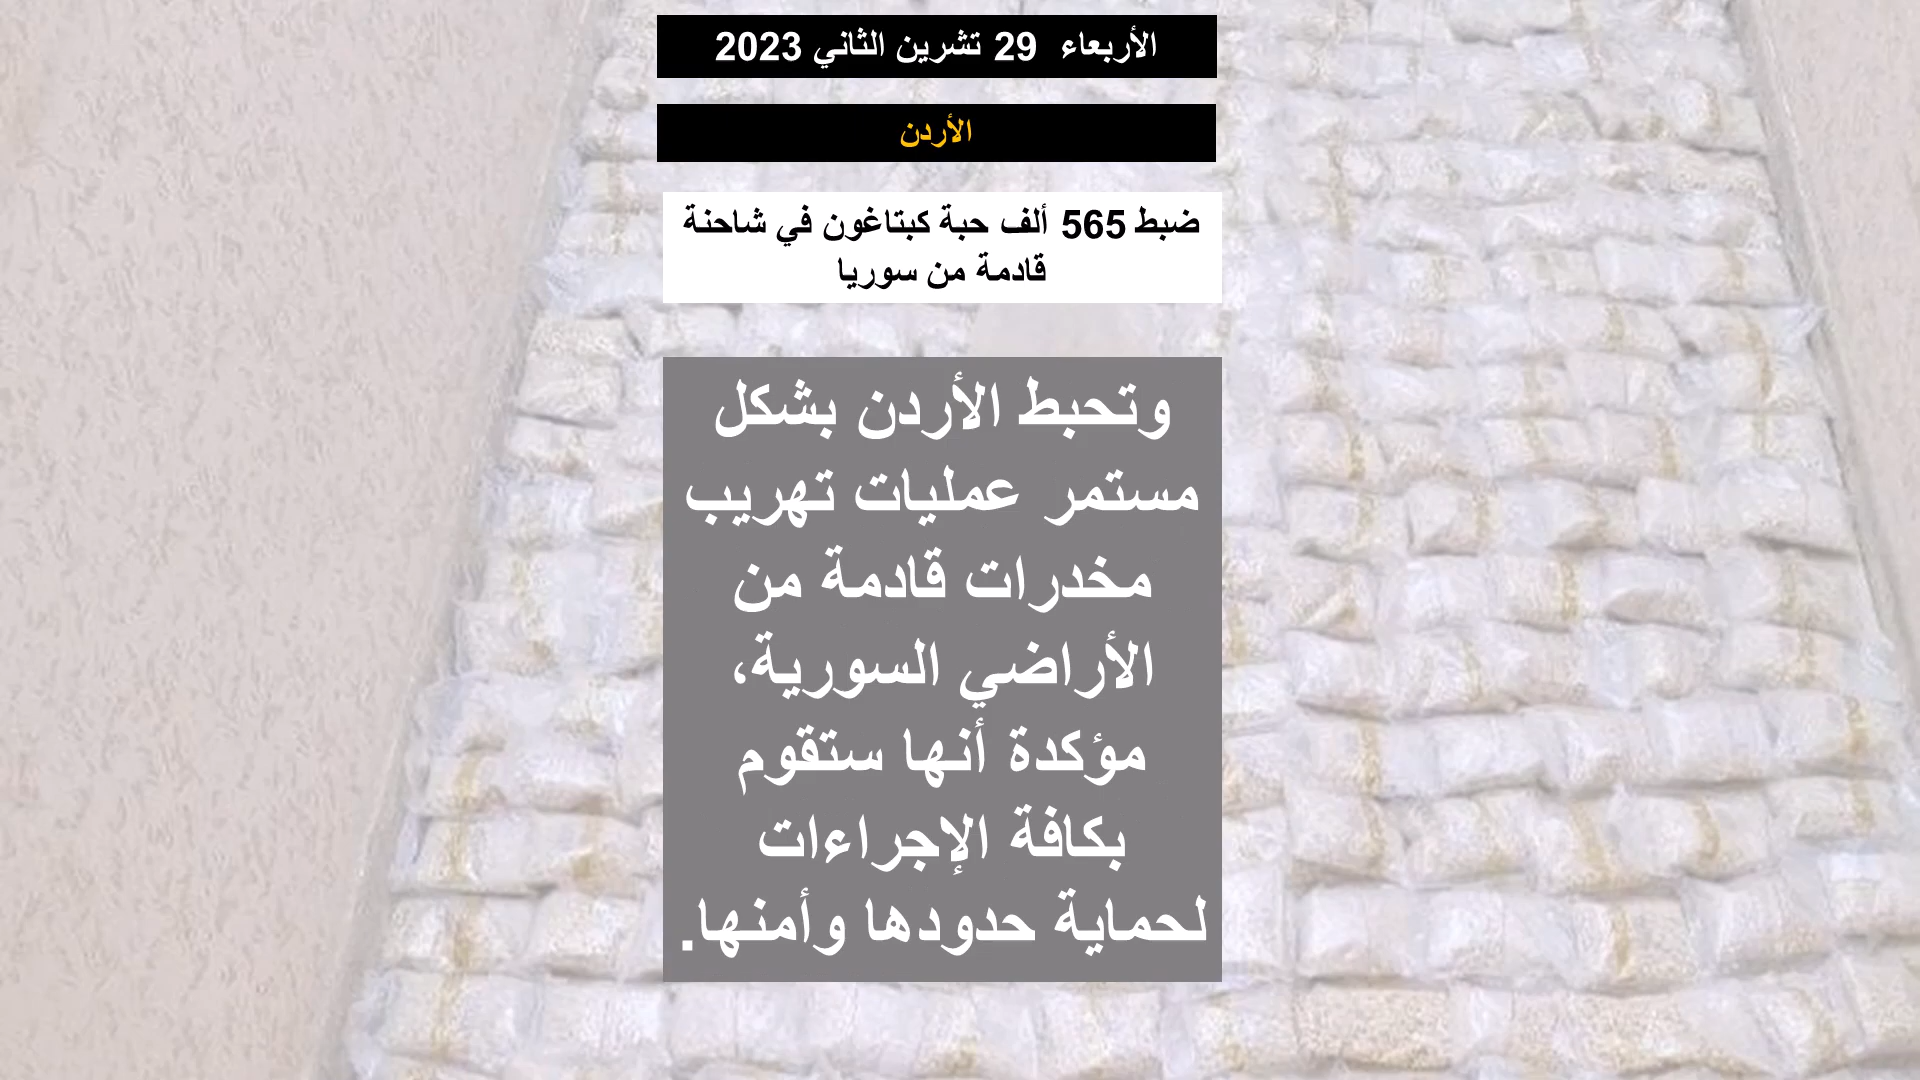 الأربعاء 29 تشرين الثاني 2023
الأردن
ضبط 565 ألف حبة كبتاغون في شاحنة
قادمة من سوريا
وتحبط الأردن بشكل
مستمر عمليات تهريب
مخدرات قادمة من
الأراضي السورية،
مؤكدة أنها ستقوم
بكافة الإجراءات
لحماية حدودها وأمنها.